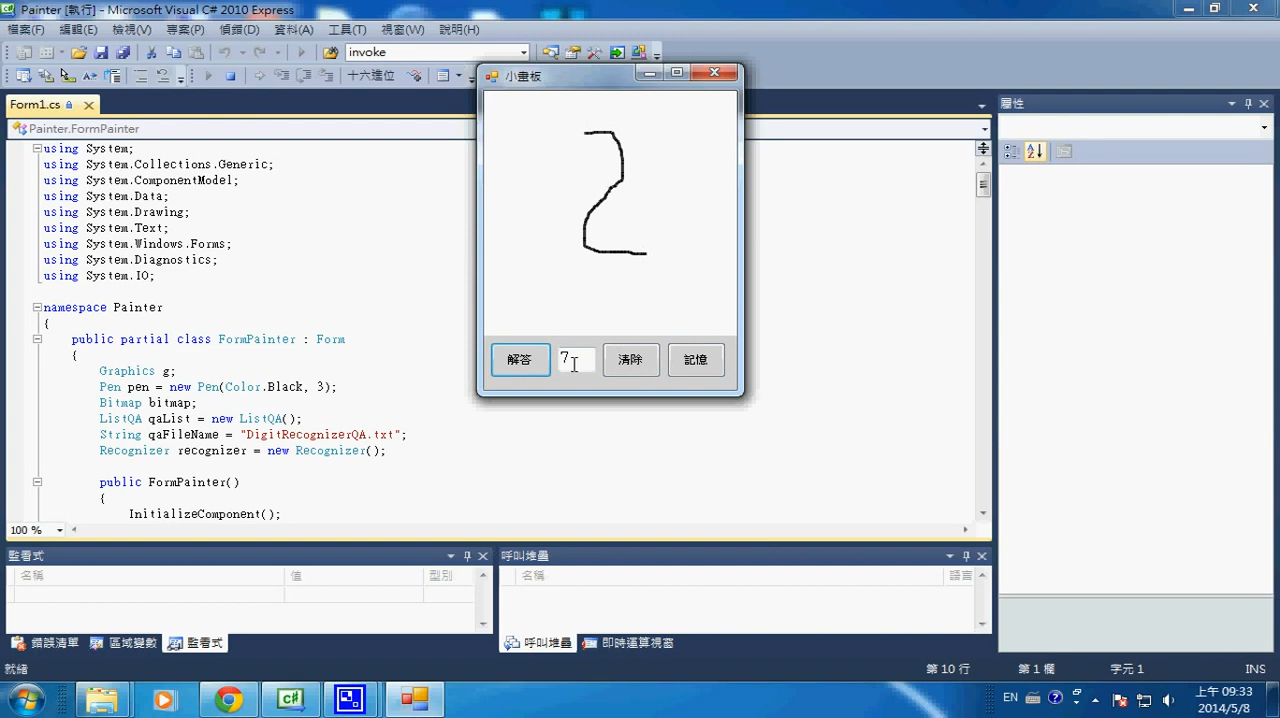 Painter [執行] - Microsoft Visual C# 2010 Express
檔案(F) 編輯(E) 檢視(V) 專案(P) 偵錯(D) 資料(A) 工具(T) 視窗(W) 說明(H)
invoke
十六進位
小畫板
Form1.cs
屬性
Painter.FormPainter
using System;
using System.Collections.Generic;
using System.ComponentModel;
using System.Data;
using System.Drawing;
using System.Text;
using System.Windows.Forms;
using System.Diagnostics;
using System.IO;
namespace Painter
{
public partial class FormPainter : Form
{
Graphics g;
Pen pen = new Pen(Color.Black, 3);
Bitmap bitmap;
ListQA qaList = new ListQA();
String qaFileName = "DigitRecognizerQA.txt";
Recognizer recognizer = new Recognizer();
public FormPainter()
{
InitializeComponent();
2
解答 7 清除 記憶
100 %
監看式 呼叫堆疊
名稱 值 型別 名稱 語言
錯誤清單 區域變數 監看式 呼叫堆疊 即時運算視窗
就緒 第 10 行 第 1 欄 字元 1 INS
EN 上午 09:33
2014/5/8